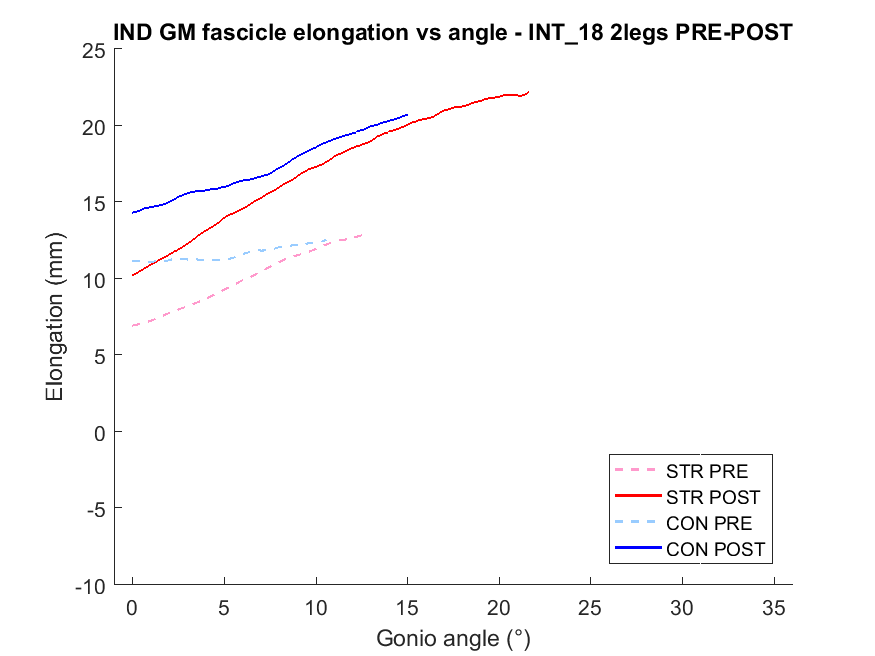 IND GM fascicle elongation vs angle - INT_18 2legs PRE-POST
25
20
15
10
5
0
-5
-10
Elongation (mm)
0 5 10 15 20 25 30 35
Gonio angle (°)
STR PRE
STR POST
CON PRE
CON POST